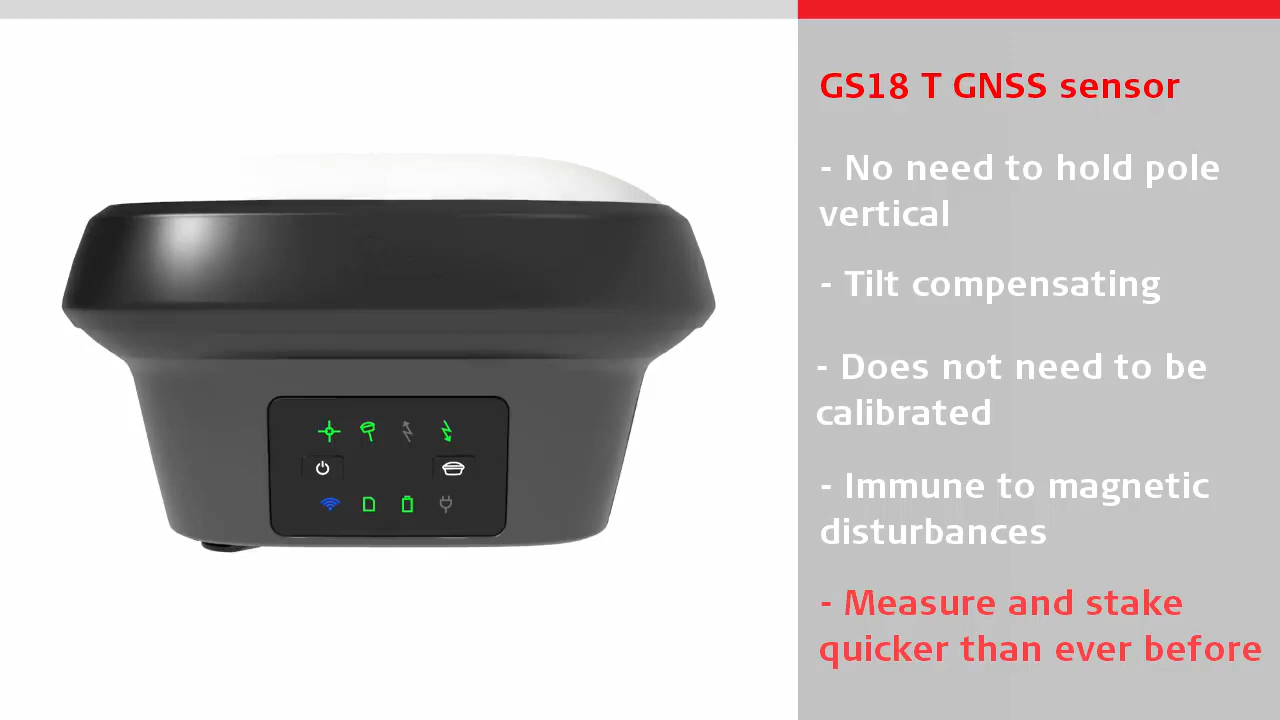 GS18 T GNSS sensor
- No need to hold pole
vertical
- Tilt compensating
- Does not need to be
calibrated
- Immune to magnetic
disturbances
- Measure and stake
quicker than ever before